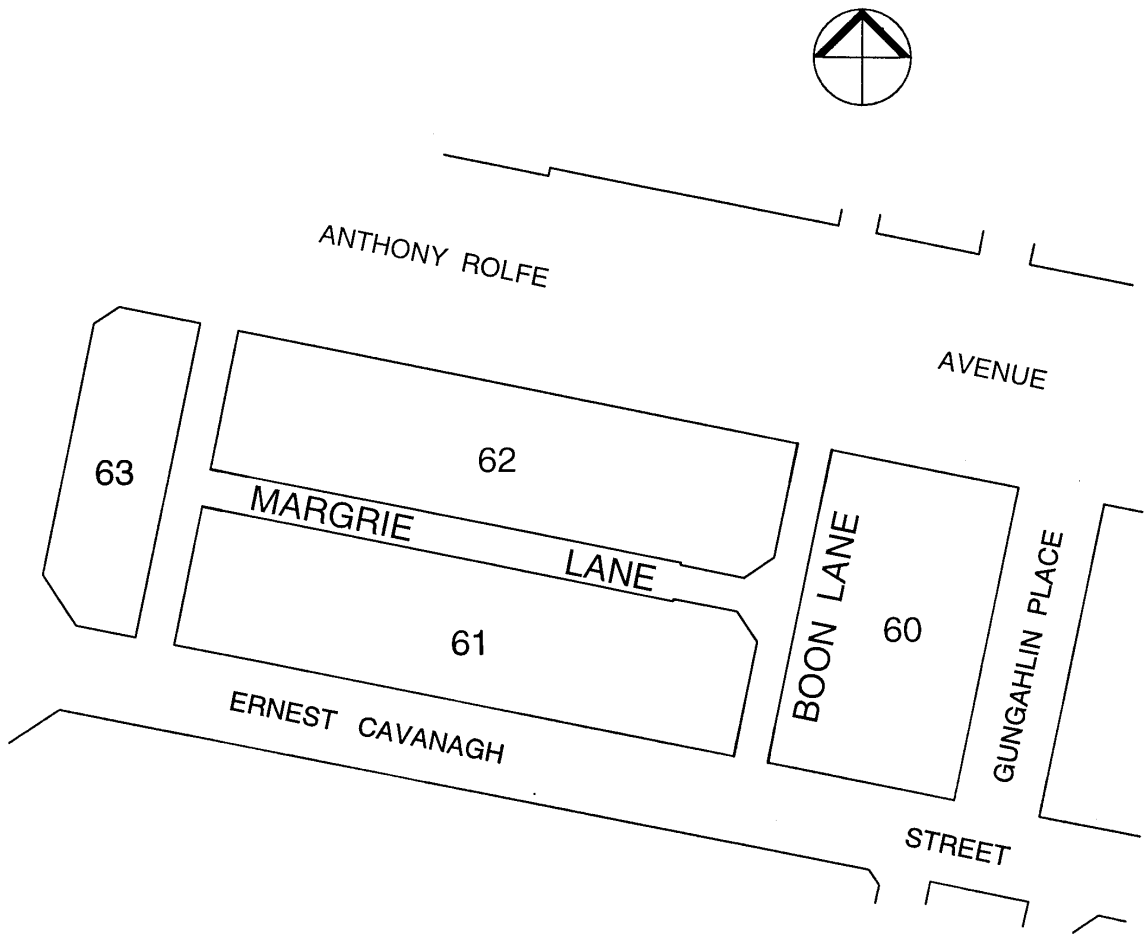 ANTHONY ROLFE
AVENUE
63
62
MARGRIE
LANE
BOON LANE
60
GUNGAHLIN PLACE
61
ERNEST CAVANAGH
STREET